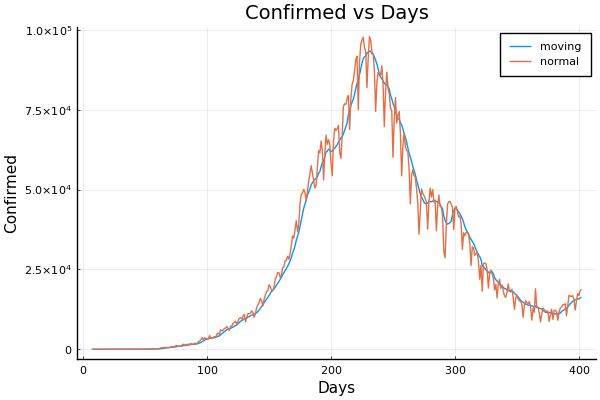 Confirmed vs Days
1.0×10⁵
7.5×10⁴
5.0×10⁴
2.5×10⁴
0
Confirmed
moving
normal
0 100 200 300 400
Days